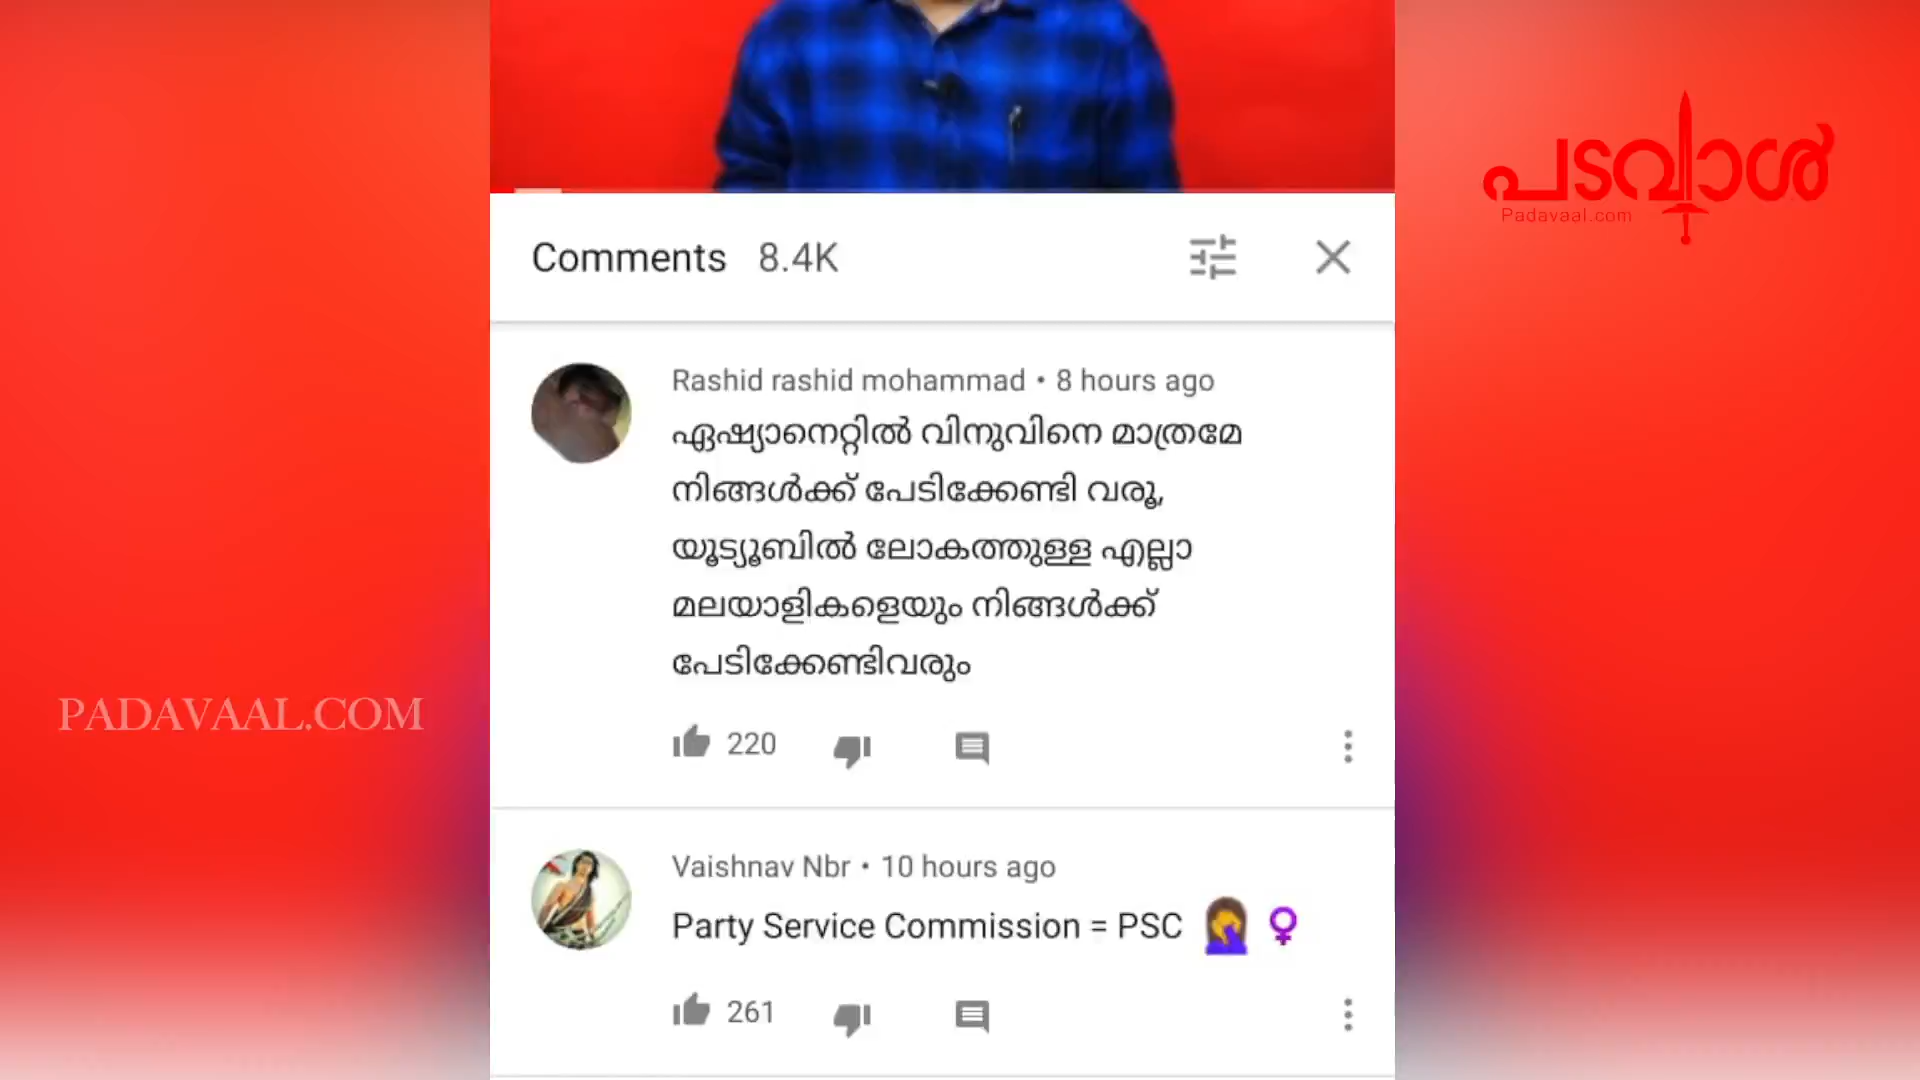 പടവാൾ
Padavaal.com
Comments 8.4K
Rashid rashid mohammad • 8 hours ago
ഏഷ്യാനെറ്റിൽ വിനുവിനെ മാത്രമേ
നിങ്ങൾക്ക് പേടിക്കേണ്ടി വരൂ,
യൂട്യൂബിൽ ലോകത്തുള്ള എല്ലാ
മലയാളികളെയും നിങ്ങൾക്ക്
പേടിക്കേണ്ടിവരും
220
PADAVAAL.COM
Vaishnav Nbr • 10 hours ago
Party Service Commission = PSC 🤦‍♀
261